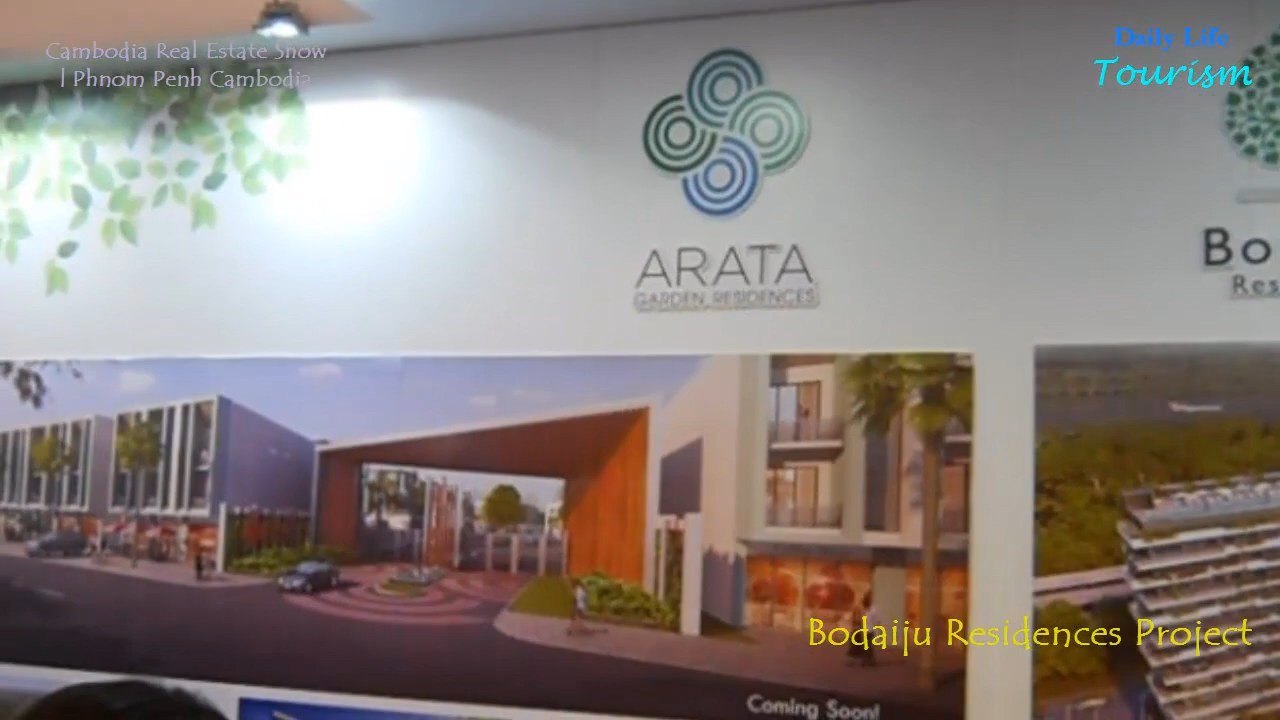 Cambodia Real Estate Show
| Phnom Penh Cambodia
Daily Life
Tourism
ARATA
GARDEN RESIDENCES
Bo
Res
Bodaiju Residences Project
Coming Soon!